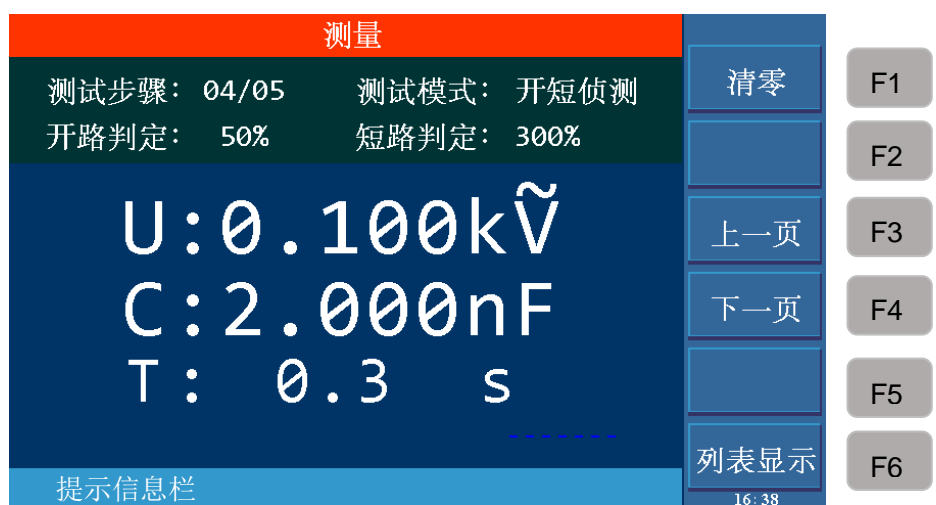 测量
测试步骤: 04/05 测试模式: 开短侦测
开路判定: 50% 短路判定: 300%
U:0.100kṼ
C:2.000nF
T: 0.3 s
-------
提示信息栏
清零
上一页
下一页
列表显示
16:38
F1
F2
F3
F4
F5
F6